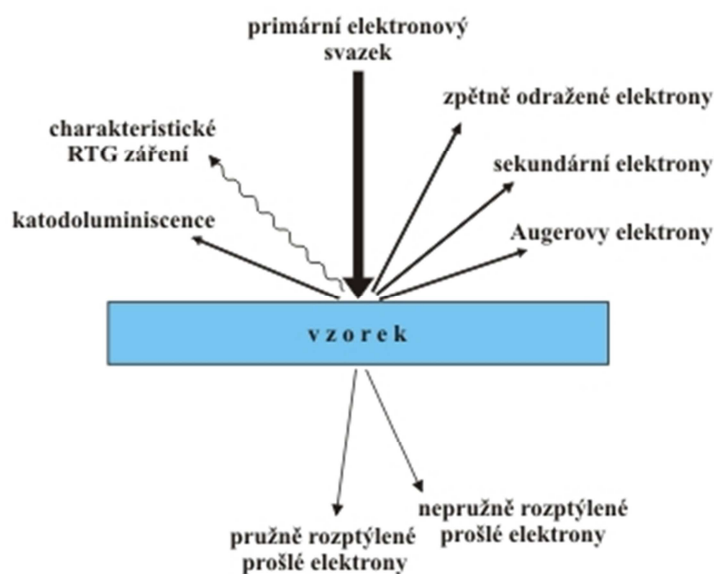 primární elektronový
svazek
zpětně odražené elektrony
charakteristické
RTG záření
sekundární elektrony
katodoluminiscence
Augerovy elektrony
vzorek
nepružně rozptýlené
prošlé elektrony
pružně rozptýlené
prošlé elektrony